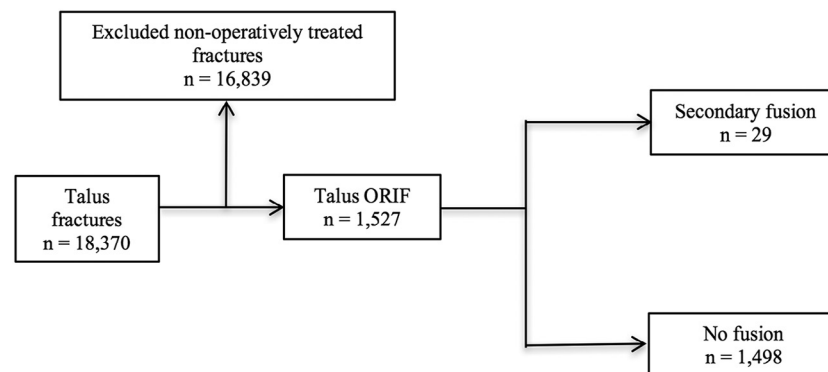 Excluded non-operatively treated
fractures
n = 16,839
Secondary fusion
n = 29
Talus
fractures
n = 18,370
Talus ORIF
n = 1,527
No fusion
n = 1,498